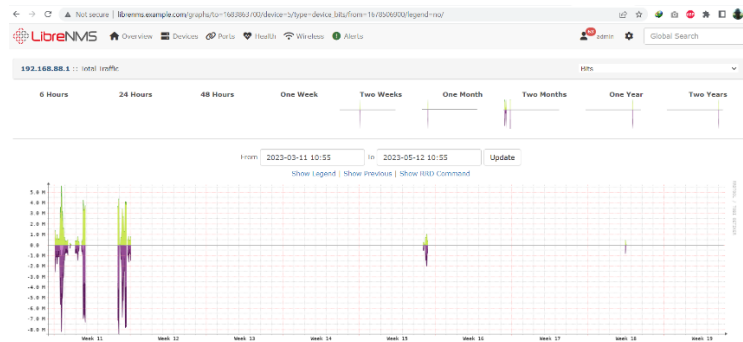 Not secure | librenms.example.com/graphs/to=1683863700/device=5/type=device_bits/from=1678506900/legend=no/
LibreNMS Overview Devices Ports Health Wireless Alerts admin Global Search
192.168.88.1 :: Total Traffic Bits
6 Hours 24 Hours 48 Hours One Week Two Weeks One Month Two Months One Year Two Years
From 2023-03-11 10:55 To 2023-05-12 10:55 Update
Show Legend | Show Previous | Show RRD Command
5.0 M
4.0 M
3.0 M
2.0 M
1.0 M
0.0
-1.0 M
-2.0 M
-3.0 M
-4.0 M
-5.0 M
-6.0 M
-7.0 M
-8.0 M
Week 11 Week 12 Week 13 Week 14 Week 15 Week 16 Week 17 Week 18 Week 19